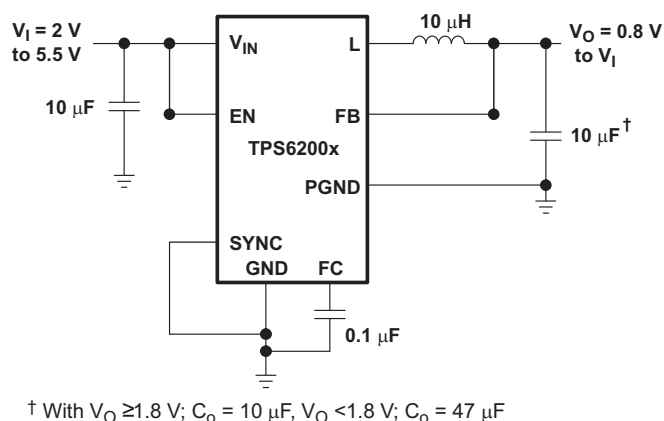 V_I = 2 V
to 5.5 V
10 µF
V_IN
EN
TPS6200x
SYNC
GND
FC
L
FB
PGND
10 µH
V_O = 0.8 V
to V_I
10 µF †
0.1 µF
† With V_O ≥1.8 V; C_o = 10 µF, V_O <1.8 V; C_o = 47 µF